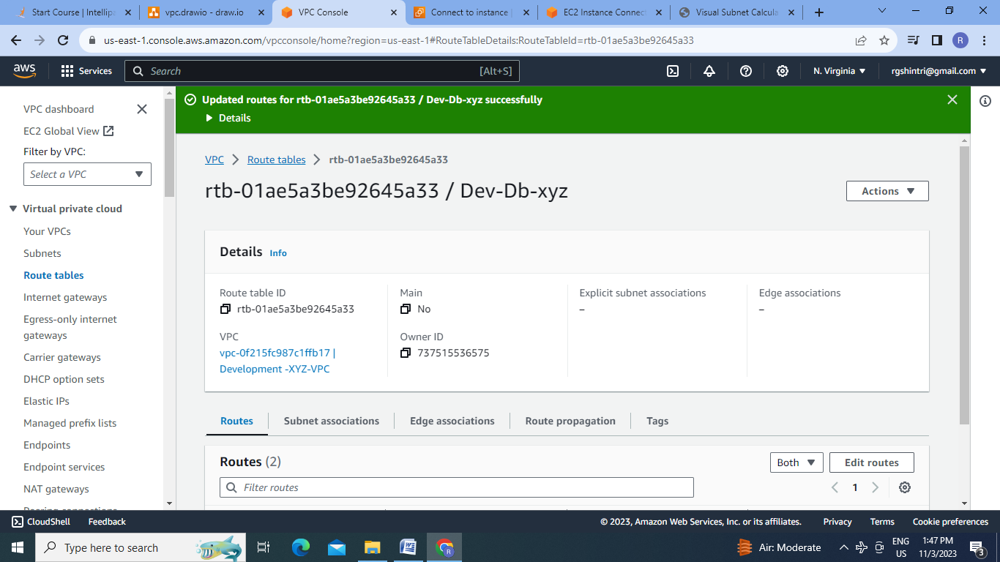 Start Course | Intellipa
vpc.drawio - draw.io
VPC Console
Connect to instance |
EC2 Instance Connect
Visual Subnet Calcula
us-east-1.console.aws.amazon.com/vpcconsole/home?region=us-east-1#RouteTableDetails:RouteTableId=rtb-01ae5a3be92645a33
R
aws
Services
Search
[Alt+S]
N. Virginia
rgshintri@gmail.com
VPC dashboard
EC2 Global View
Filter by VPC:
Select a VPC
Virtual private cloud
Your VPCs
Subnets
Route tables
Internet gateways
Egress-only internet
gateways
Carrier gateways
DHCP option sets
Elastic IPs
Managed prefix lists
Endpoints
Endpoint services
NAT gateways
Peering connections
Updated routes for rtb-01ae5a3be92645a33 / Dev-Db-xyz successfully
Details
VPC
Route tables
rtb-01ae5a3be92645a33
rtb-01ae5a3be92645a33 / Dev-Db-xyz
Actions
Details Info
Route table ID
rtb-01ae5a3be92645a33
Main
No
Explicit subnet associations
–
Edge associations
–
VPC
vpc-0f215fc987c1ffb17 |
Development -XYZ-VPC
Owner ID
737515536575
Routes
Subnet associations
Edge associations
Route propagation
Tags
Routes (2)
Both
Edit routes
Filter routes
1
CloudShell
Feedback
© 2023, Amazon Web Services, Inc. or its affiliates.
Privacy
Terms
Cookie preferences
Type here to search
W
R
Air: Moderate
ENG
US
1:47 PM
11/3/2023
3